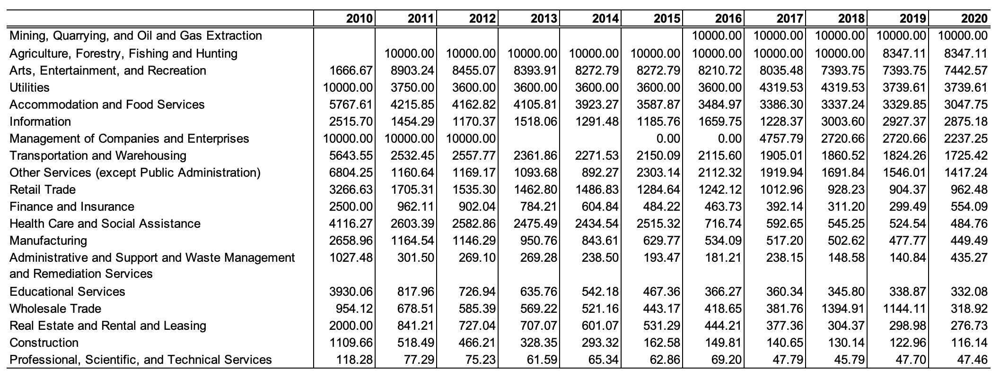 2010 2011 2012 2013 2014 2015 2016 2017 2018 2019 2020
Mining, Quarrying, and Oil and Gas Extraction 10000.00 10000.00 10000.00 10000.00 10000.00
Agriculture, Forestry, Fishing and Hunting 10000.00 10000.00 10000.00 10000.00 10000.00 10000.00 10000.00 10000.00 8347.11 8347.11
Arts, Entertainment, and Recreation 1666.67 8903.24 8455.07 8393.91 8272.79 8272.79 8210.72 8035.48 7393.75 7393.75 7442.57
Utilities 10000.00 3750.00 3600.00 3600.00 3600.00 3600.00 3600.00 4319.53 4319.53 3739.61 3739.61
Accommodation and Food Services 5767.61 4215.85 4162.82 4105.81 3923.27 3587.87 3484.97 3386.30 3337.24 3329.85 3047.75
Information 2515.70 1454.29 1170.37 1518.06 1291.48 1185.76 1659.75 1228.37 3003.60 2927.37 2875.18
Management of Companies and Enterprises 10000.00 10000.00 10000.00 0.00 0.00 4757.79 2720.66 2720.66 2237.25
Transportation and Warehousing 5643.55 2532.45 2557.77 2361.86 2271.53 2150.09 2115.60 1905.01 1860.52 1824.26 1725.42
Other Services (except Public Administration) 6804.25 1160.64 1169.17 1093.68 892.27 2303.14 2112.32 1919.94 1691.84 1546.01 1417.24
Retail Trade 3266.63 1705.31 1535.30 1462.80 1486.83 1284.64 1242.12 1012.96 928.23 904.37 962.48
Finance and Insurance 2500.00 962.11 902.04 784.21 604.84 484.22 463.73 392.14 311.20 299.49 554.09
Health Care and Social Assistance 4116.27 2603.39 2582.86 2475.49 2434.54 2515.32 716.74 592.65 545.25 524.54 484.76
Manufacturing 2658.96 1164.54 1146.29 950.76 843.61 629.77 534.09 517.20 502.62 477.77 449.49
Administrative and Support and Waste Management 1027.48 301.50 269.10 269.28 238.50 193.47 181.21 238.15 148.58 140.84 435.27
and Remediation Services
Educational Services 3930.06 817.96 726.94 635.76 542.18 467.36 366.27 360.34 345.80 338.87 332.08
Wholesale Trade 954.12 678.51 585.39 569.22 521.16 443.17 418.65 381.76 1394.91 1144.11 318.92
Real Estate and Rental and Leasing 2000.00 841.21 727.04 707.07 601.07 531.29 444.21 377.36 304.37 298.98 276.73
Construction 1109.66 518.49 466.21 328.35 293.32 162.58 149.81 140.65 130.14 122.96 116.14
Professional, Scientific, and Technical Services 118.28 77.29 75.23 61.59 65.34 62.86 69.20 47.79 45.79 47.70 47.46